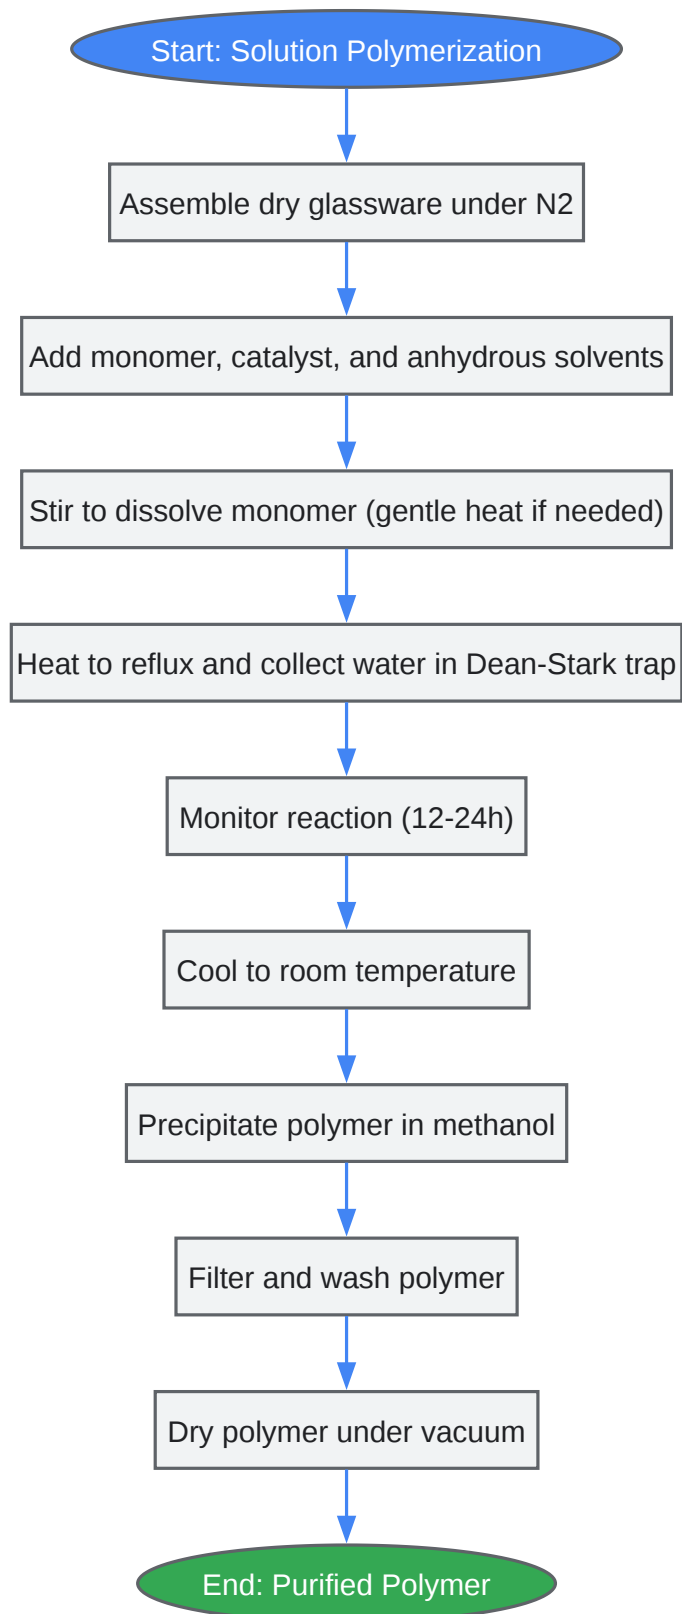 Start: Solution Polymerization
Assemble dry glassware under N2
Add monomer, catalyst, and anhydrous solvents
Stir to dissolve monomer (gentle heat if needed)
Heat to reflux and collect water in Dean-Stark trap
Monitor reaction (12-24h)
Cool to room temperature
Precipitate polymer in methanol
Filter and wash polymer
Dry polymer under vacuum
End: Purified Polymer